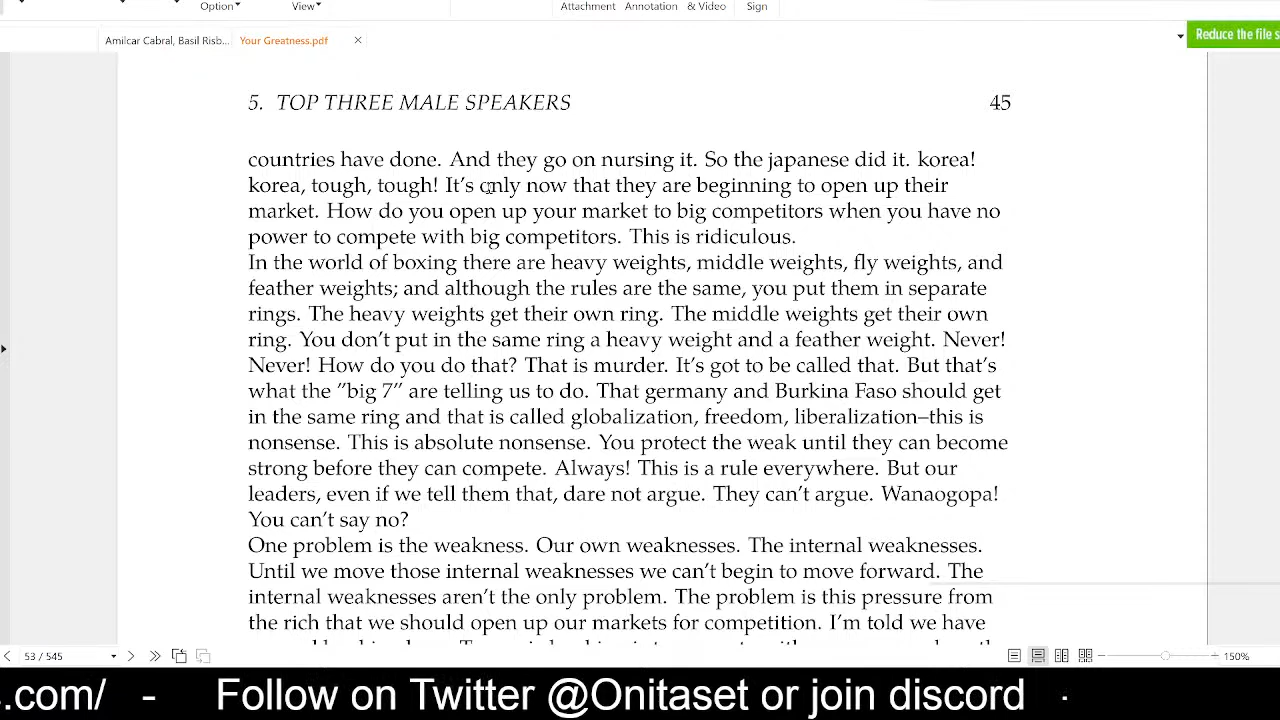 Option
View
Attachment
Annotation
& Video
Sign
Amilcar Cabral, Basil Risb...
Your Greatness.pdf
Reduce the file s
5. TOP THREE MALE SPEAKERS
45
countries have done. And they go on nursing it. So the japanese did it. korea!
korea, tough, tough! It's only now that they are beginning to open up their
market. How do you open up your market to big competitors when you have no
power to compete with big competitors. This is ridiculous.
In the world of boxing there are heavy weights, middle weights, fly weights, and
feather weights; and although the rules are the same, you put them in separate
rings. The heavy weights get their own ring. The middle weights get their own
ring. You don't put in the same ring a heavy weight and a feather weight. Never!
Never! How do you do that? That is murder. It's got to be called that. But that's
what the "big 7" are telling us to do. That germany and Burkina Faso should get
in the same ring and that is called globalization, freedom, liberalization–this is
nonsense. This is absolute nonsense. You protect the weak until they can become
strong before they can compete. Always! This is a rule everywhere. But our
leaders, even if we tell them that, dare not argue. They can't argue. Wanaogopa!
You can't say no?
One problem is the weakness. Our own weaknesses. The internal weaknesses.
Until we move those internal weaknesses we can't begin to move forward. The
internal weaknesses aren't the only problem. The problem is this pressure from
the rich that we should open up our markets for competition. I'm told we have
53 / 545
150%
.com/ - Follow on Twitter @Onitaset or join discord